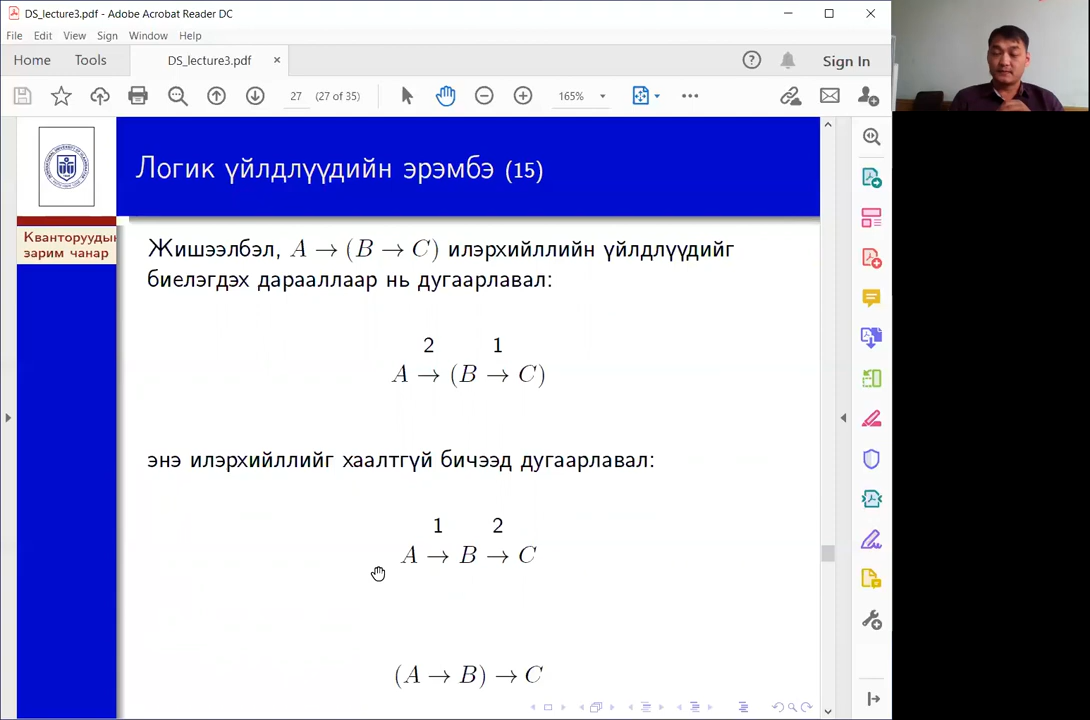 DS_lecture3.pdf - Adobe Acrobat Reader DC
File Edit View Sign Window Help
Home Tools DS_lecture3.pdf × Sign In
27 (27 of 35) 165%
Логик үйлдлүүдийн эрэмбэ (15)
Кванторуудын
зарим чанар
Жишээлбэл, A → (B → C) илэрхийллийн үйлдлүүдийг
биелэгдэх дарааллаар нь дугаарлавал:
2 1
A → (B → C)
энэ илэрхийллийг хаалтгүй бичээд дугаарлавал:
1 2
A → B → C
(A → B) → C